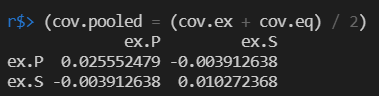 r$> (cov.pooled = (cov.ex + cov.eq) / 2)
ex.P ex.S
ex.P 0.025552479 -0.003912638
ex.S -0.003912638 0.010272368